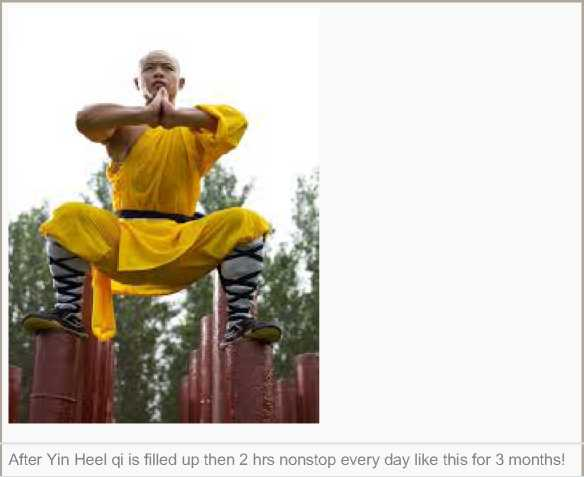 After Yin Heel qi is filled up then 2 hrs nonstop every day like this for 3 months!